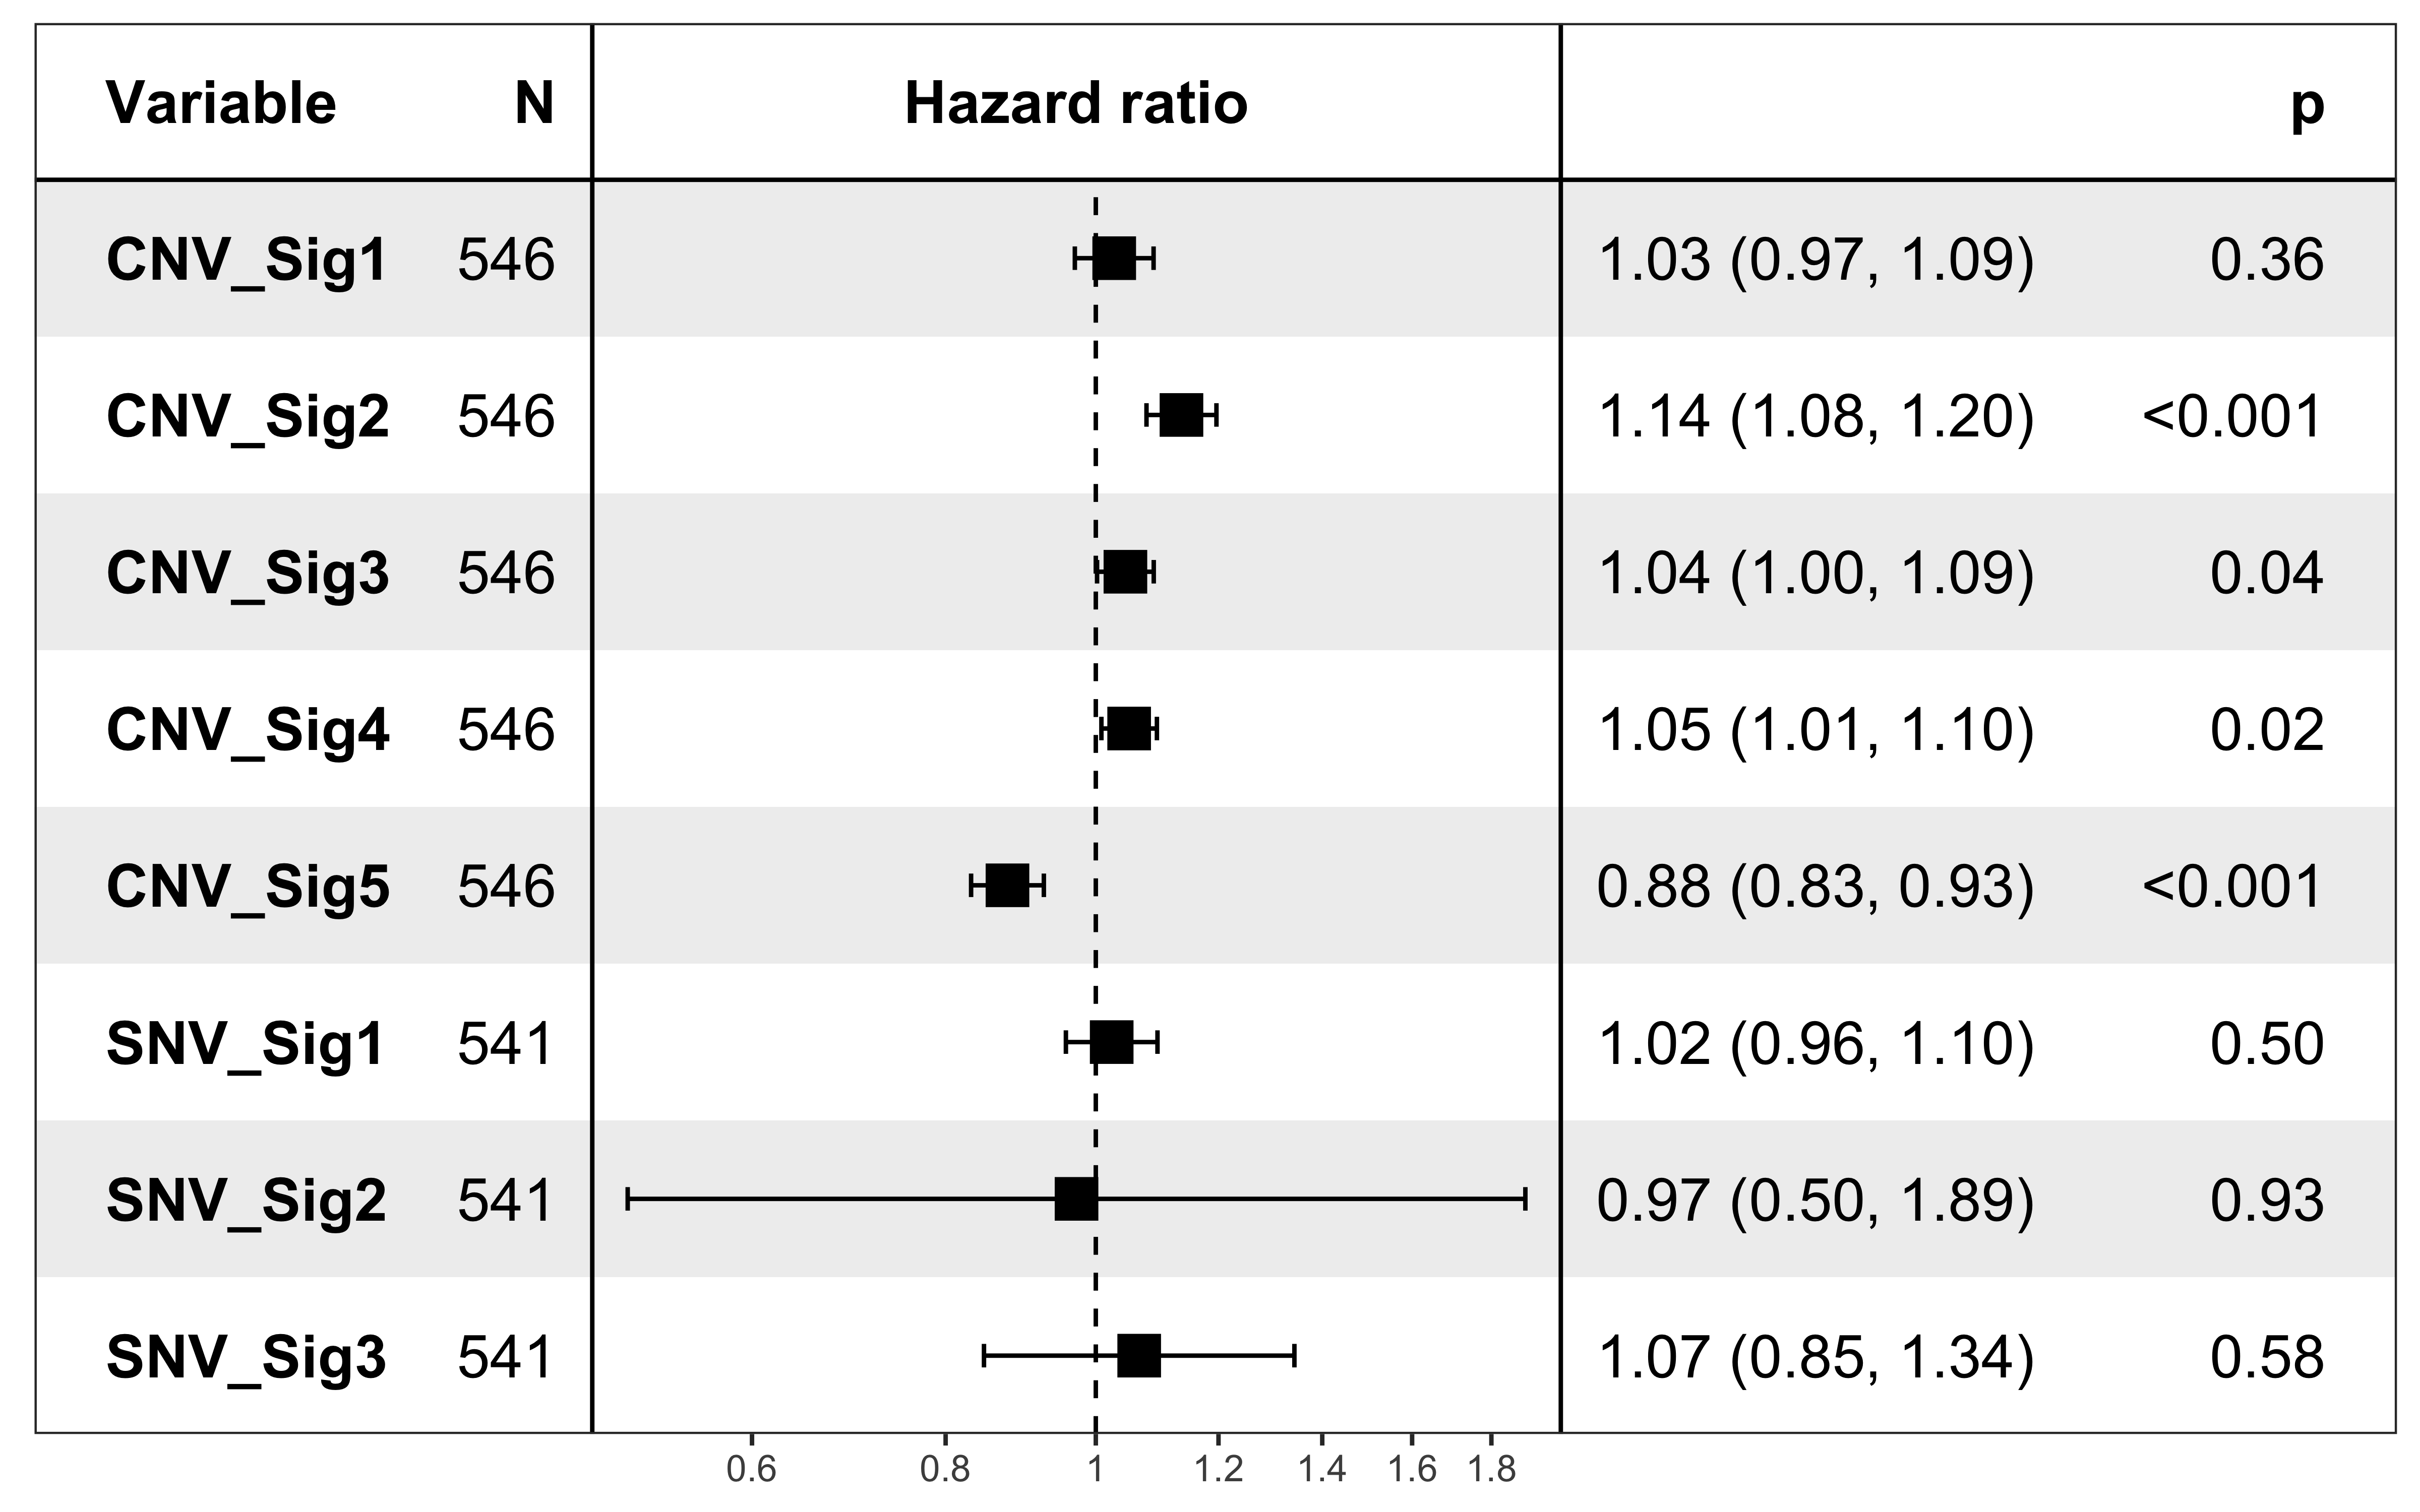 Variable N Hazard ratio p
CNV_Sig1 546 1.03 (0.97, 1.09) 0.36
CNV_Sig2 546 1.14 (1.08, 1.20) <0.001
CNV_Sig3 546 1.04 (1.00, 1.09) 0.04
CNV_Sig4 546 1.05 (1.01, 1.10) 0.02
CNV_Sig5 546 0.88 (0.83, 0.93) <0.001
SNV_Sig1 541 1.02 (0.96, 1.10) 0.50
SNV_Sig2 541 0.97 (0.50, 1.89) 0.93
SNV_Sig3 541 1.07 (0.85, 1.34) 0.58
0.6 0.8 1 1.2 1.4 1.6 1.8